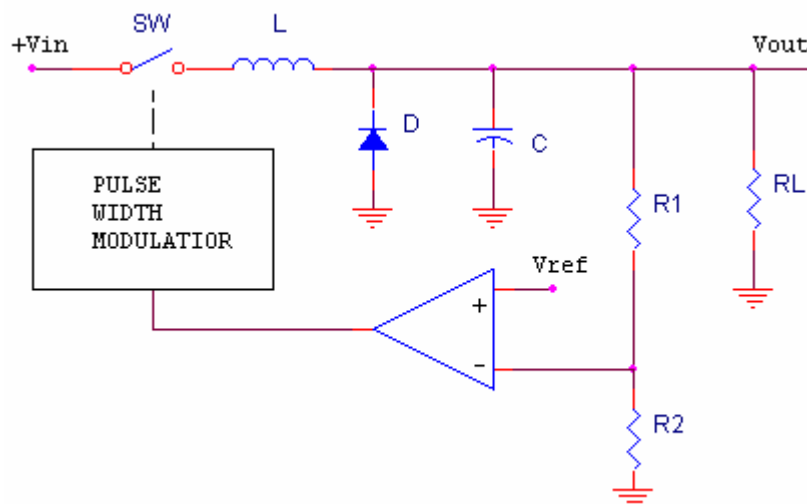 SW
L
+Vin
Vout
D
C
PULSE
WIDTH
MODULATIOR
R1
RL
Vref
+
-
R2